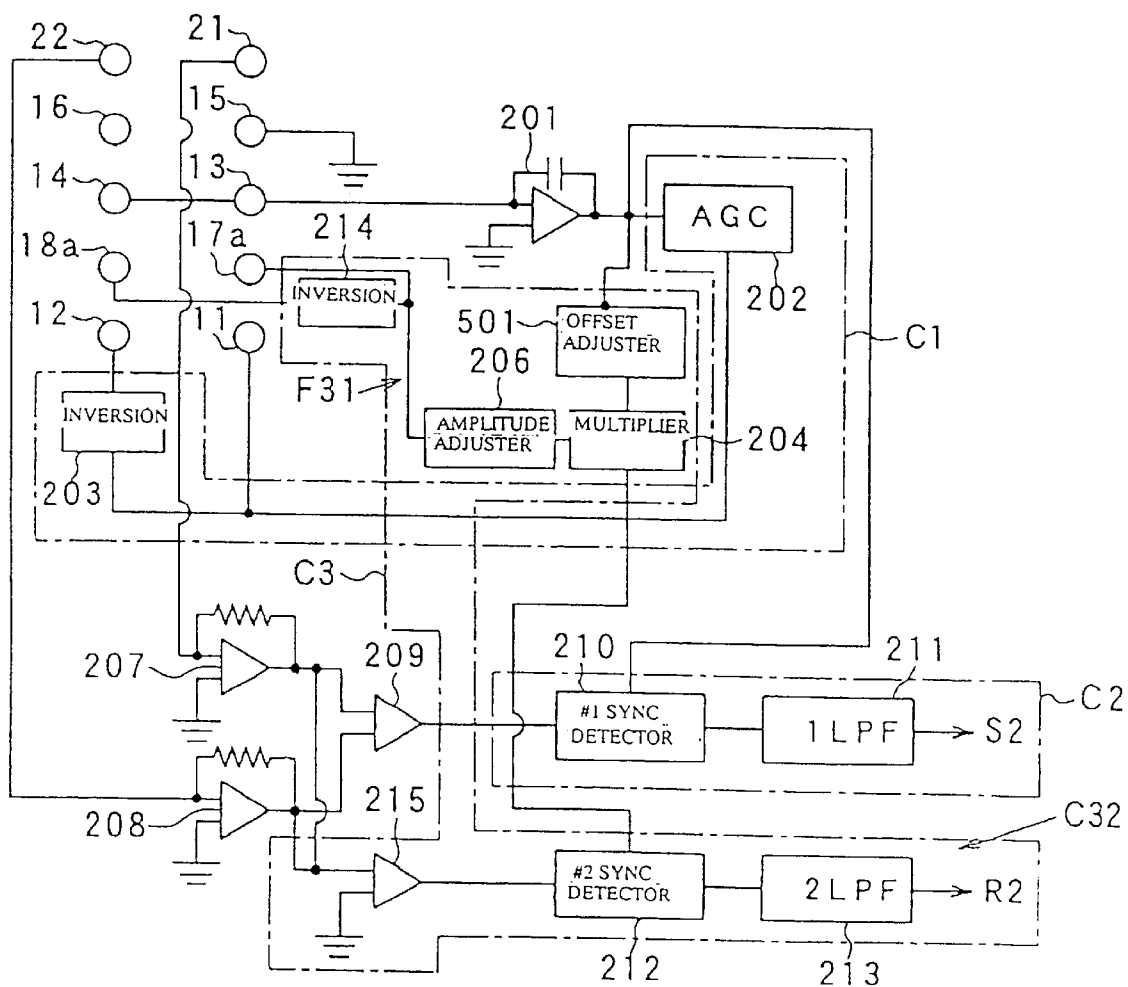 22
21
16
15
201
14
13
214
AGC
18a
17a
INVERSION
202
12
11
501
OFFSET
ADJUSTER
C1
206
F31
INVERSION
AMPLITUDE
ADJUSTER
MULTIPLIER
204
203
C3
210
211
207
209
#1 SYNC
DETECTOR
1LPF
S2
C2
208
215
C32
#2 SYNC
DETECTOR
2LPF
R2
212
213